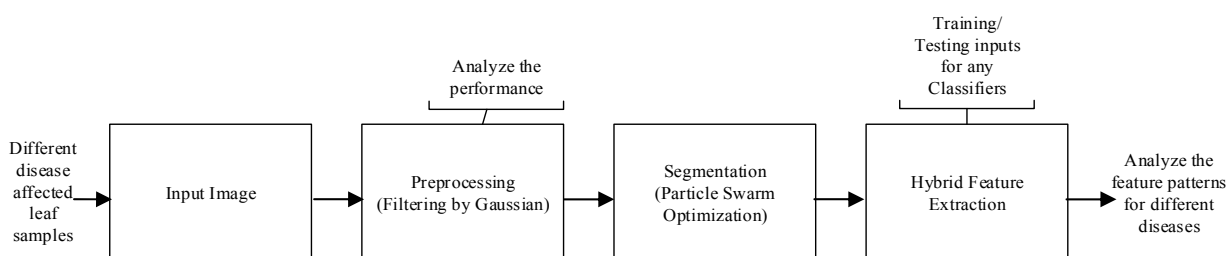 Different
disease
affected
leaf
samples
Input Image
Analyze the
performance
Preprocessing
(Filtering by Gaussian)
Segmentation
(Particle Swarm
Optimization)
Training/
Testing inputs
for any
Classifiers
Hybrid Feature
Extraction
Analyze the
feature patterns
for different
diseases